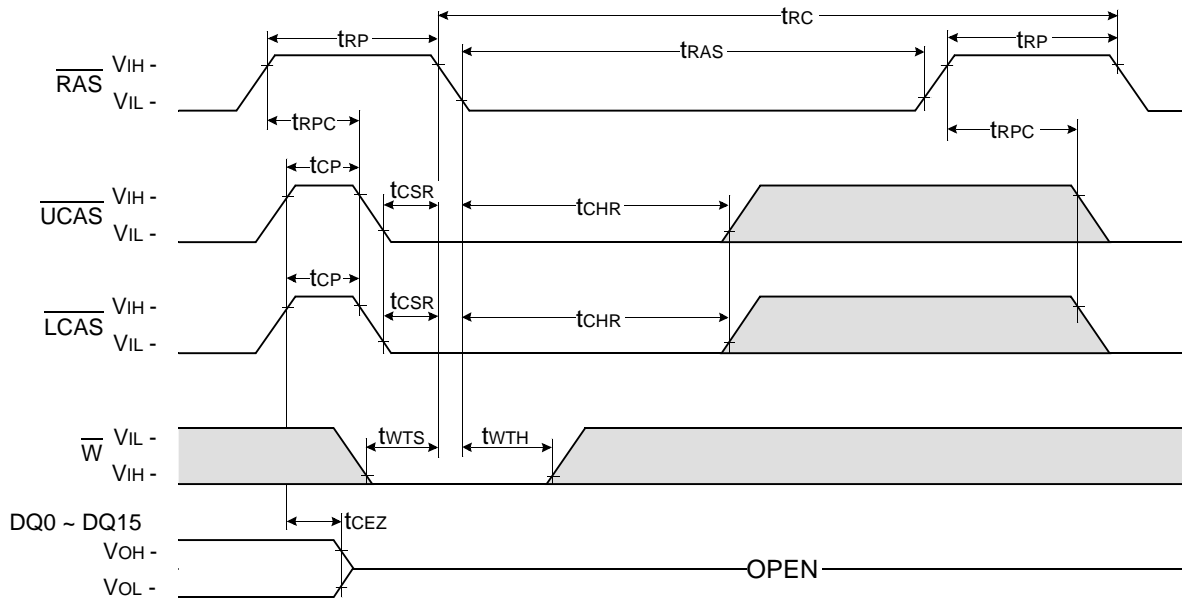 tRC
tRP tRAS tRP
RAS VIH -
VIL -
tRPC tRPC
tCP
tCSR
UCAS VIH -
tCHR
VIL -
tCP
tCSR
LCAS VIH -
tCHR
VIL -
W VIL -
tWTS tWTH
VIH -
DQ0 ~ DQ15
tCEZ
VOH -
OPEN
VOL -